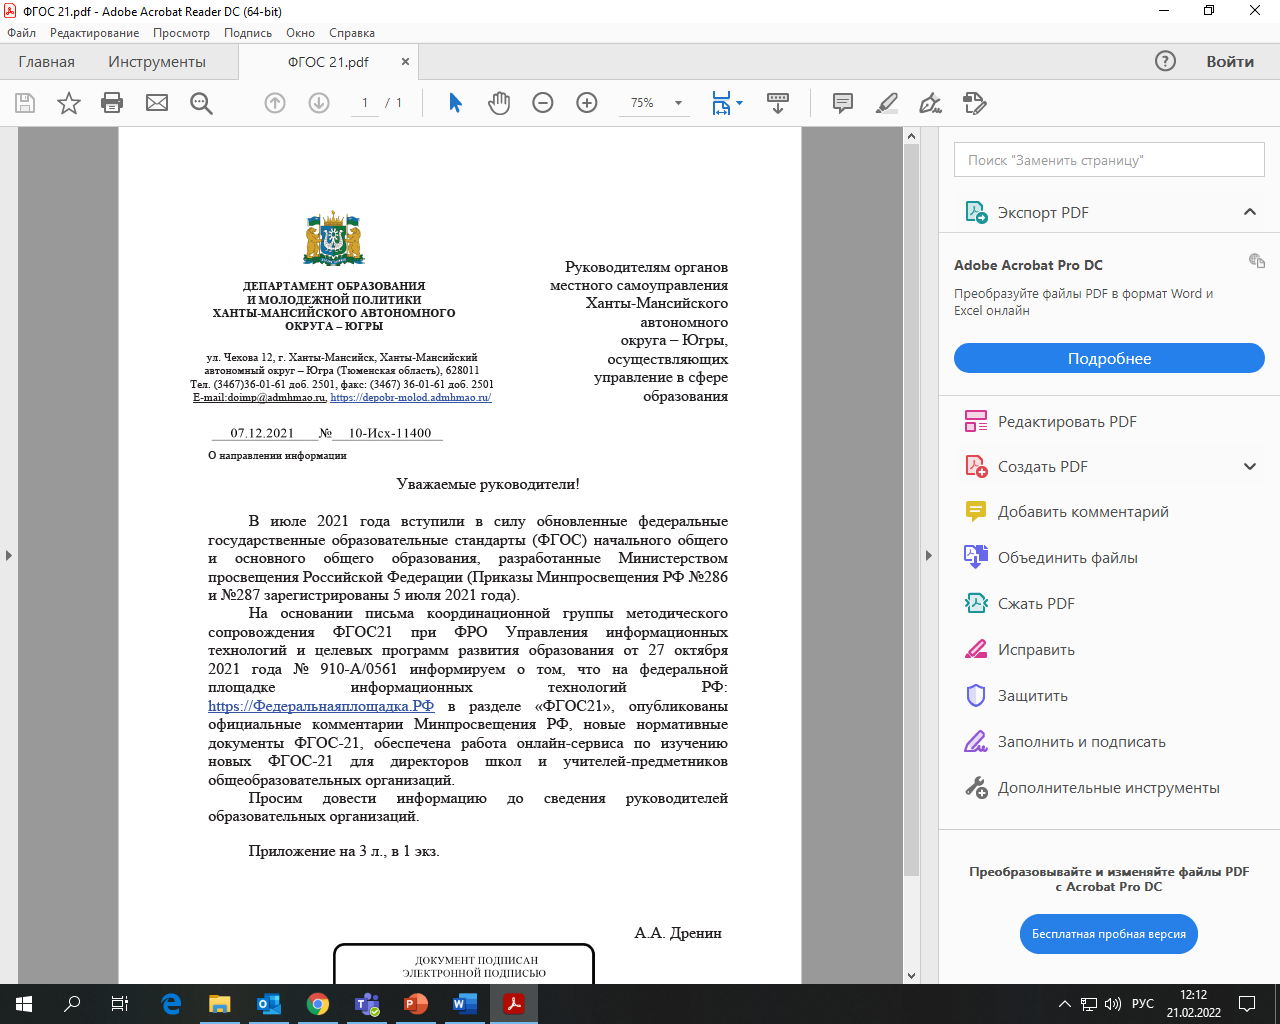 ФГОС 21.pdf - Adobe Acrobat Reader DC (64-bit)
Файл Редактирование Просмотр Подпись Окно Справка
Главная Инструменты ФГОС 21.pdf × Войти
1 / 1 75%
Поиск "Заменить страницу"
Экспорт PDF
Adobe Acrobat Pro DC
Преобразуйте файлы PDF в формат Word и
Excel онлайн
Подробнее
Редактировать PDF
Создать PDF
Добавить комментарий
Объединить файлы
Сжать PDF
Исправить
Защитить
Заполнить и подписать
Дополнительные инструменты
Преобразовывайте и изменяйте файлы PDF
с Acrobat Pro DC
Бесплатная пробная версия
ДЕПАРТАМЕНТ ОБРАЗОВАНИЯ
И МОЛОДЕЖНОЙ ПОЛИТИКИ
ХАНТЫ-МАНСИЙСКОГО АВТОНОМНОГО
ОКРУГА – ЮГРЫ
ул. Чехова 12, г. Ханты-Мансийск, Ханты-Мансийский
автономный округ – Югра (Тюменская область), 628011
Тел. (3467)36-01-61 доб. 2501, факс: (3467) 36-01-61 доб. 2501
E-mail:doimp@admhmao.ru, https://depobr-molod.admhmao.ru/
07.12.2021 № 10-Исх-11400
О направлении информации
Руководителям органов
местного самоуправления
Ханты-Мансийского
автономного
округа – Югры,
осуществляющих
управление в сфере
образования
Уважаемые руководители!
В июле 2021 года вступили в силу обновленные федеральные
государственные образовательные стандарты (ФГОС) начального общего
и основного общего образования, разработанные Министерством
просвещения Российской Федерации (Приказы Минпросвещения РФ №286
и №287 зарегистрированы 5 июля 2021 года).
На основании письма координационной группы методического
сопровождения ФГОС21 при ФРО Управления информационных
технологий и целевых программ развития образования от 27 октября
2021 года № 910-А/0561 информируем о том, что на федеральной
площадке информационных технологий РФ:
https://Федеральнаяплощадка.РФ в разделе «ФГОС21», опубликованы
официальные комментарии Минпросвещения РФ, новые нормативные
документы ФГОС-21, обеспечена работа онлайн-сервиса по изучению
новых ФГОС-21 для директоров школ и учителей-предметников
общеобразовательных организаций.
Просим довести информацию до сведения руководителей
образовательных организаций.
Приложение на 3 л., в 1 экз.
А.А. Дренин
ДОКУМЕНТ ПОДПИСАН
ЭЛЕКТРОННОЙ ПОДПИСЬЮ
РУС
12:12
21.02.2022